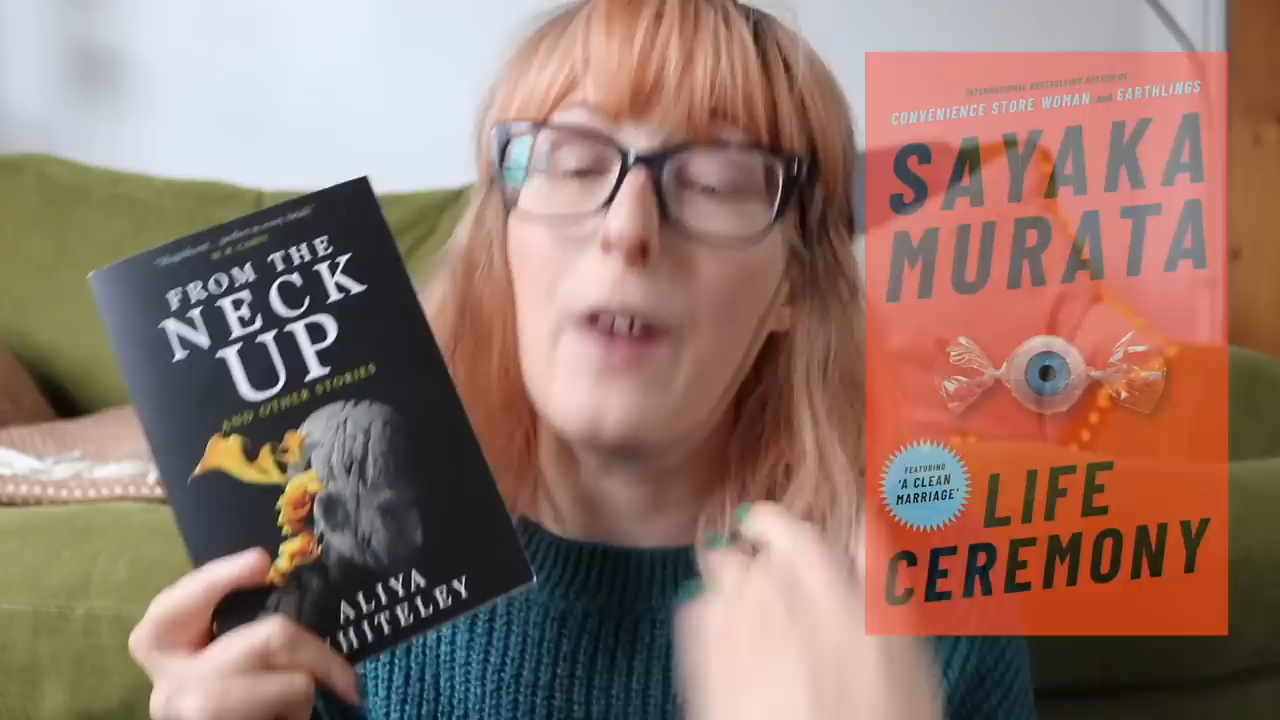 FROM THE
NECK
UP
AND OTHER STORIES
ALIYA
WHITELEY
INTERNATIONAL BESTSELLING AUTHOR OF
CONVENIENCE STORE WOMAN and EARTHLINGS
SAYAKA
MURATA
FEATURING
'A CLEAN
MARRIAGE'
LIFE
CEREMONY